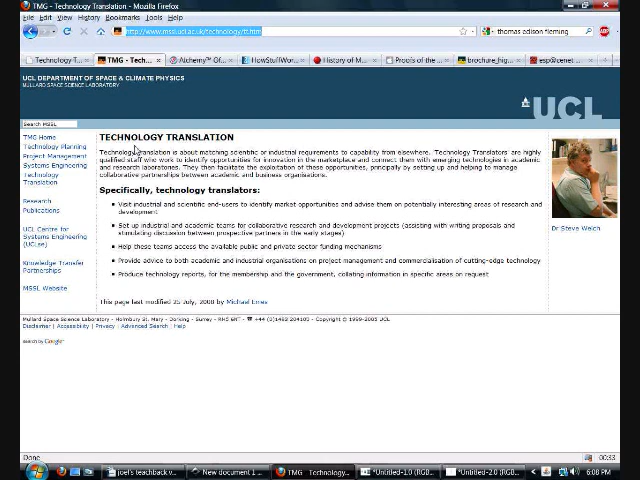 TMG - Technology Translation - Mozilla Firefox
File Edit View History Bookmarks Tools Help
http://www.mssl.ucl.ac.uk/technology/tt.htm
thomas edison fleming
Technology T...
TMG - Tech...
Alchemy™ Gf...
HowStuffWor...
History of M...
Proofs of the...
brochure_hig...
esp@cenet ...
UCL DEPARTMENT OF SPACE & CLIMATE PHYSICS
MULLARD SPACE SCIENCE LABORATORY
UCL
Search MSSL
TMG Home
Technology Planning
Project Management
Systems Engineering
Technology
Translation
Research
Publications
UCL Centre for
Systems Engineering
(UCLse)
Knowledge Transfer
Partnerships
MSSL Website
TECHNOLOGY TRANSLATION
Technology Translation is about matching scientific or industrial requirements to capability from elsewhere. 'Technology Translators' are highly
qualified staff who work to identify opportunities for innovation in the marketplace and connect them with emerging technologies in academic
and research laboratories. They then facilitate the exploitation of these opportunities, principally by setting up and helping to manage
collaborative partnerships between academic and business organisations.
Specifically, technology translators:
Visit industrial and scientific end-users to identify market opportunities and advise them on potentially interesting areas of research and
development
Set up industrial and academic teams for collaborative research and development projects (assisting with writing proposals and
stimulating discussion between prospective partners in the early stages)
Help these teams access the available public and private sector funding mechanisms
Provide advice to both academic and industrial organisations on project management and commercialisation of cutting-edge technology
Produce technology reports, for the membership and the government, collating information in specific areas on request
Dr Steve Welch
This page last modified 25 July, 2008 by Michael Emes
Mullard Space Science Laboratory - Holmbury St. Mary - Dorking - Surrey - RH5 6NT - ☎ +44 (0)1483 204100 - Copyright © 1999-2005 UCL
Disclaimer | Accessibility | Privacy | Advanced Search | Help
search by Google
Done
00:33
joel's teachback.v...
New document 1 ...
TMG - Technology...
*Untitled-1.0 (RGB...
*Untitled-2.0 (RGB...
6:08 PM